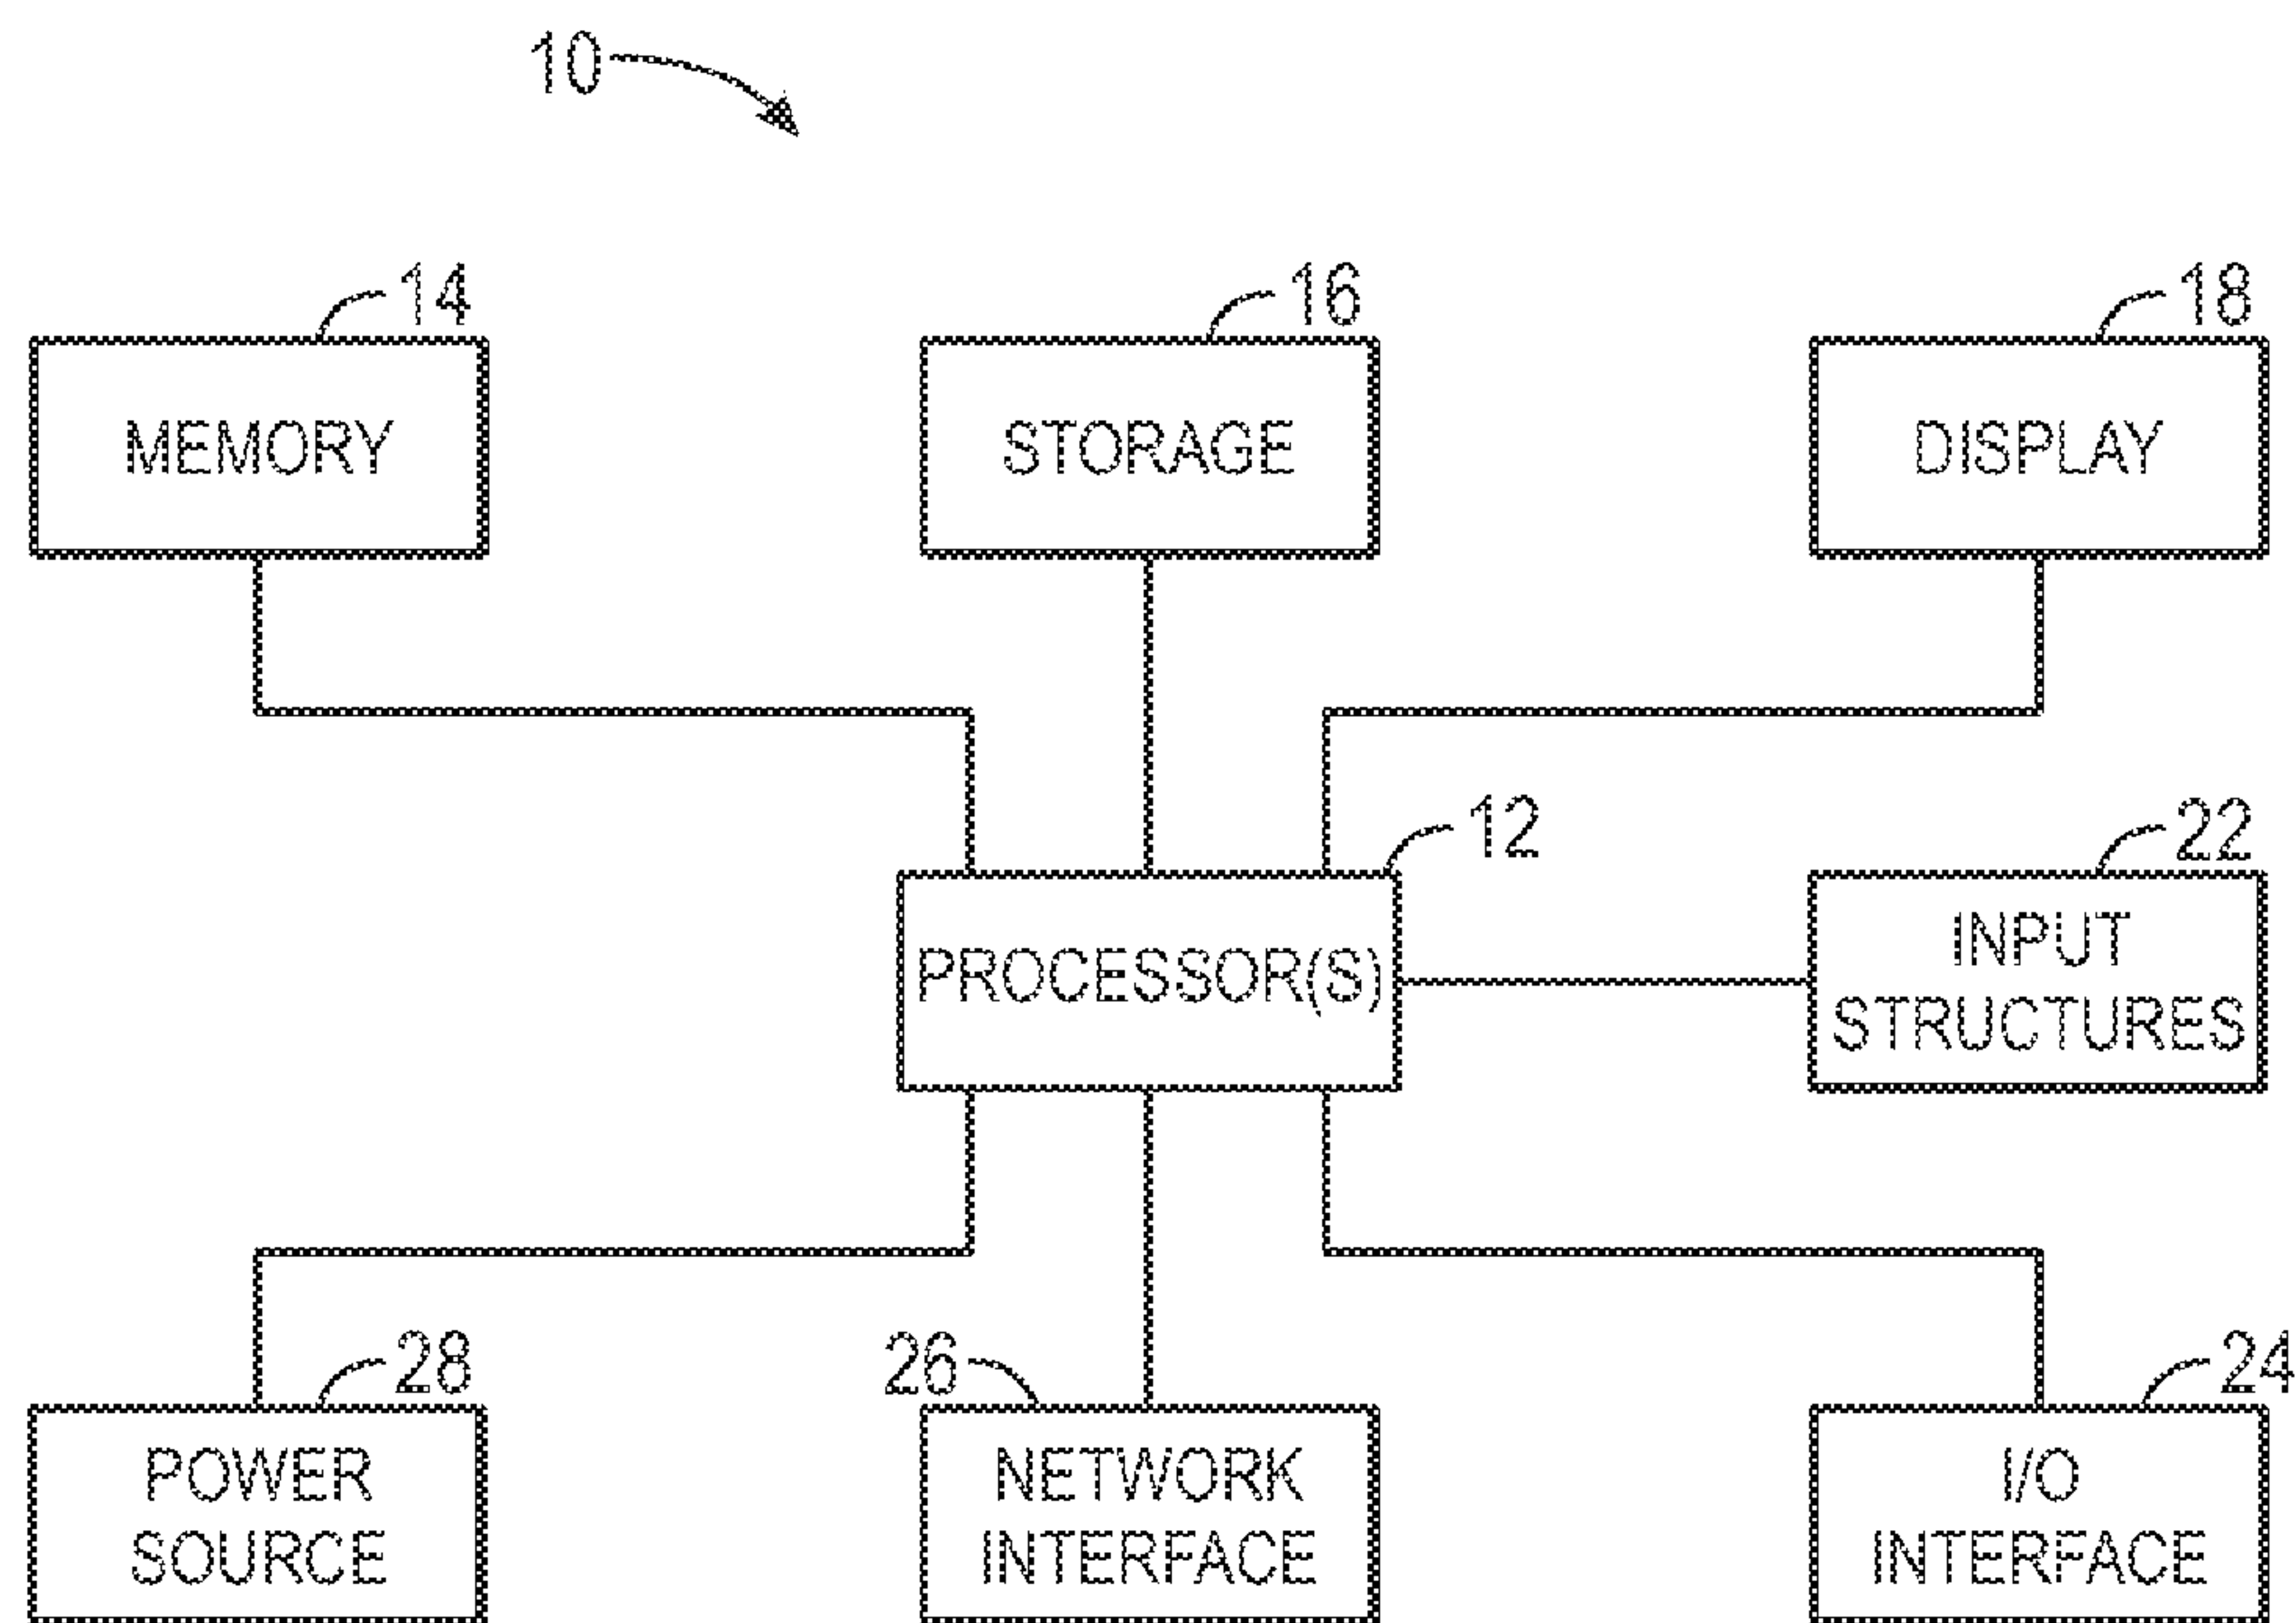 10
14
16
18
MEMORY
STORAGE
DISPLAY
12
22
PROCESSOR(S)
INPUT
STRUCTURES
28
26
24
POWER
SOURCE
NETWORK
INTERFACE
I/O
INTERFACE